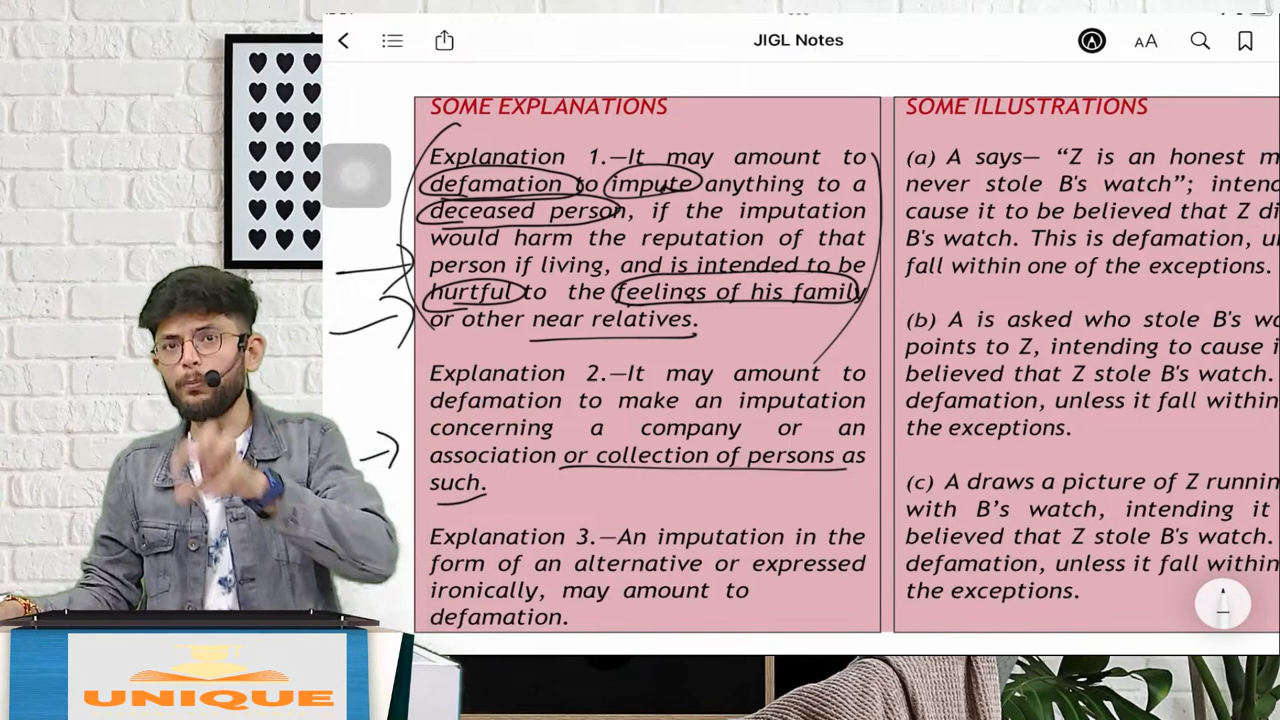 JIGL Notes
AA
SOME EXPLANATIONS
Explanation 1.—It may amount to
defamation to impute anything to a
deceased person, if the imputation
would harm the reputation of that
person if living, and is intended to be
hurtful to the feelings of his family
or other near relatives.
Explanation 2.—It may amount to
defamation to make an imputation
concerning a company or an
association or collection of persons as
such.
Explanation 3.—An imputation in the
form of an alternative or expressed
ironically, may amount to
defamation.
SOME ILLUSTRATIONS
(a) A says— “Z is an honest m
never stole B's watch”; intend
cause it to be believed that Z di
B's watch. This is defamation, u
fall within one of the exceptions.
(b) A is asked who stole B's wa
points to Z, intending to cause i
believed that Z stole B's watch.
defamation, unless it fall within
the exceptions.
(c) A draws a picture of Z runnin
with B’s watch, intending it
believed that Z stole B's watch.
defamation, unless it fall within
the exceptions.
UNIQUE